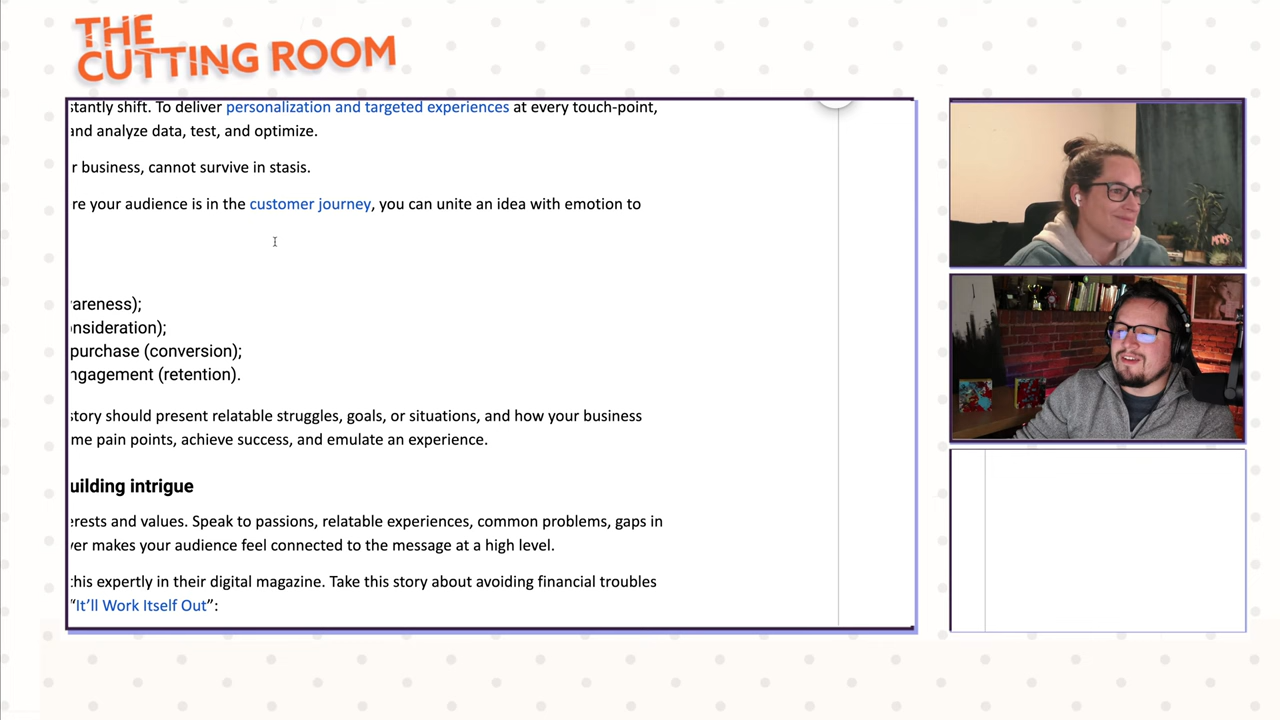 THE
CUTTING ROOM
stantly shift. To deliver personalization and targeted experiences at every touch-point,
and analyze data, test, and optimize.
r business, cannot survive in stasis.
re your audience is in the customer journey, you can unite an idea with emotion to
areness);
onsideration);
purchase (conversion);
ngagement (retention).
story should present relatable struggles, goals, or situations, and how your business
me pain points, achieve success, and emulate an experience.
uilding intrigue
erests and values. Speak to passions, relatable experiences, common problems, gaps in
ver makes your audience feel connected to the message at a high level.
this expertly in their digital magazine. Take this story about avoiding financial troubles
“It’ll Work Itself Out”: